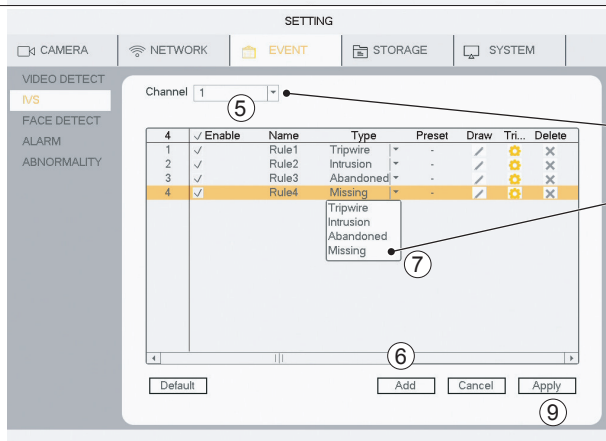 SETTING
CAMERA NETWORK EVENT STORAGE SYSTEM
VIDEO DETECT
IVS
FACE DETECT
ALARM
ABNORMALITY
Channel 1
5
4 Enable Name Type Preset Draw Tri... Delete
1 Rule1 Tripwire -
2 Rule2 Intrusion -
3 Rule3 Abandoned -
4 Rule4 Missing -
Tripwire
Intrusion
Abandoned
Missing
7
6
Default Add Cancel Apply
9